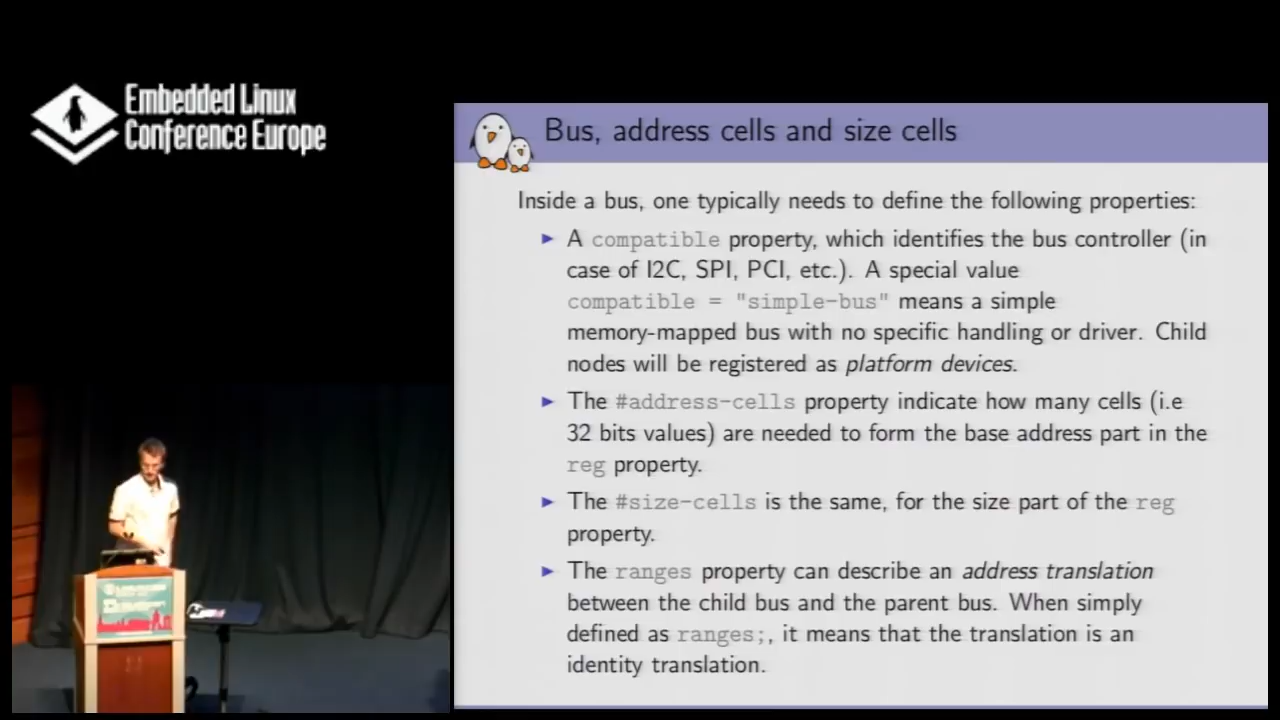 Embedded Linux
Conference Europe
Bus, address cells and size cells
Inside a bus, one typically needs to define the following properties:
▶ A compatible property, which identifies the bus controller (in
case of I2C, SPI, PCI, etc.). A special value
compatible = "simple-bus" means a simple
memory-mapped bus with no specific handling or driver. Child
nodes will be registered as platform devices.
▶ The #address-cells property indicate how many cells (i.e
32 bits values) are needed to form the base address part in the
reg property.
▶ The #size-cells is the same, for the size part of the reg
property.
▶ The ranges property can describe an address translation
between the child bus and the parent bus. When simply
defined as ranges;, it means that the translation is an
identity translation.